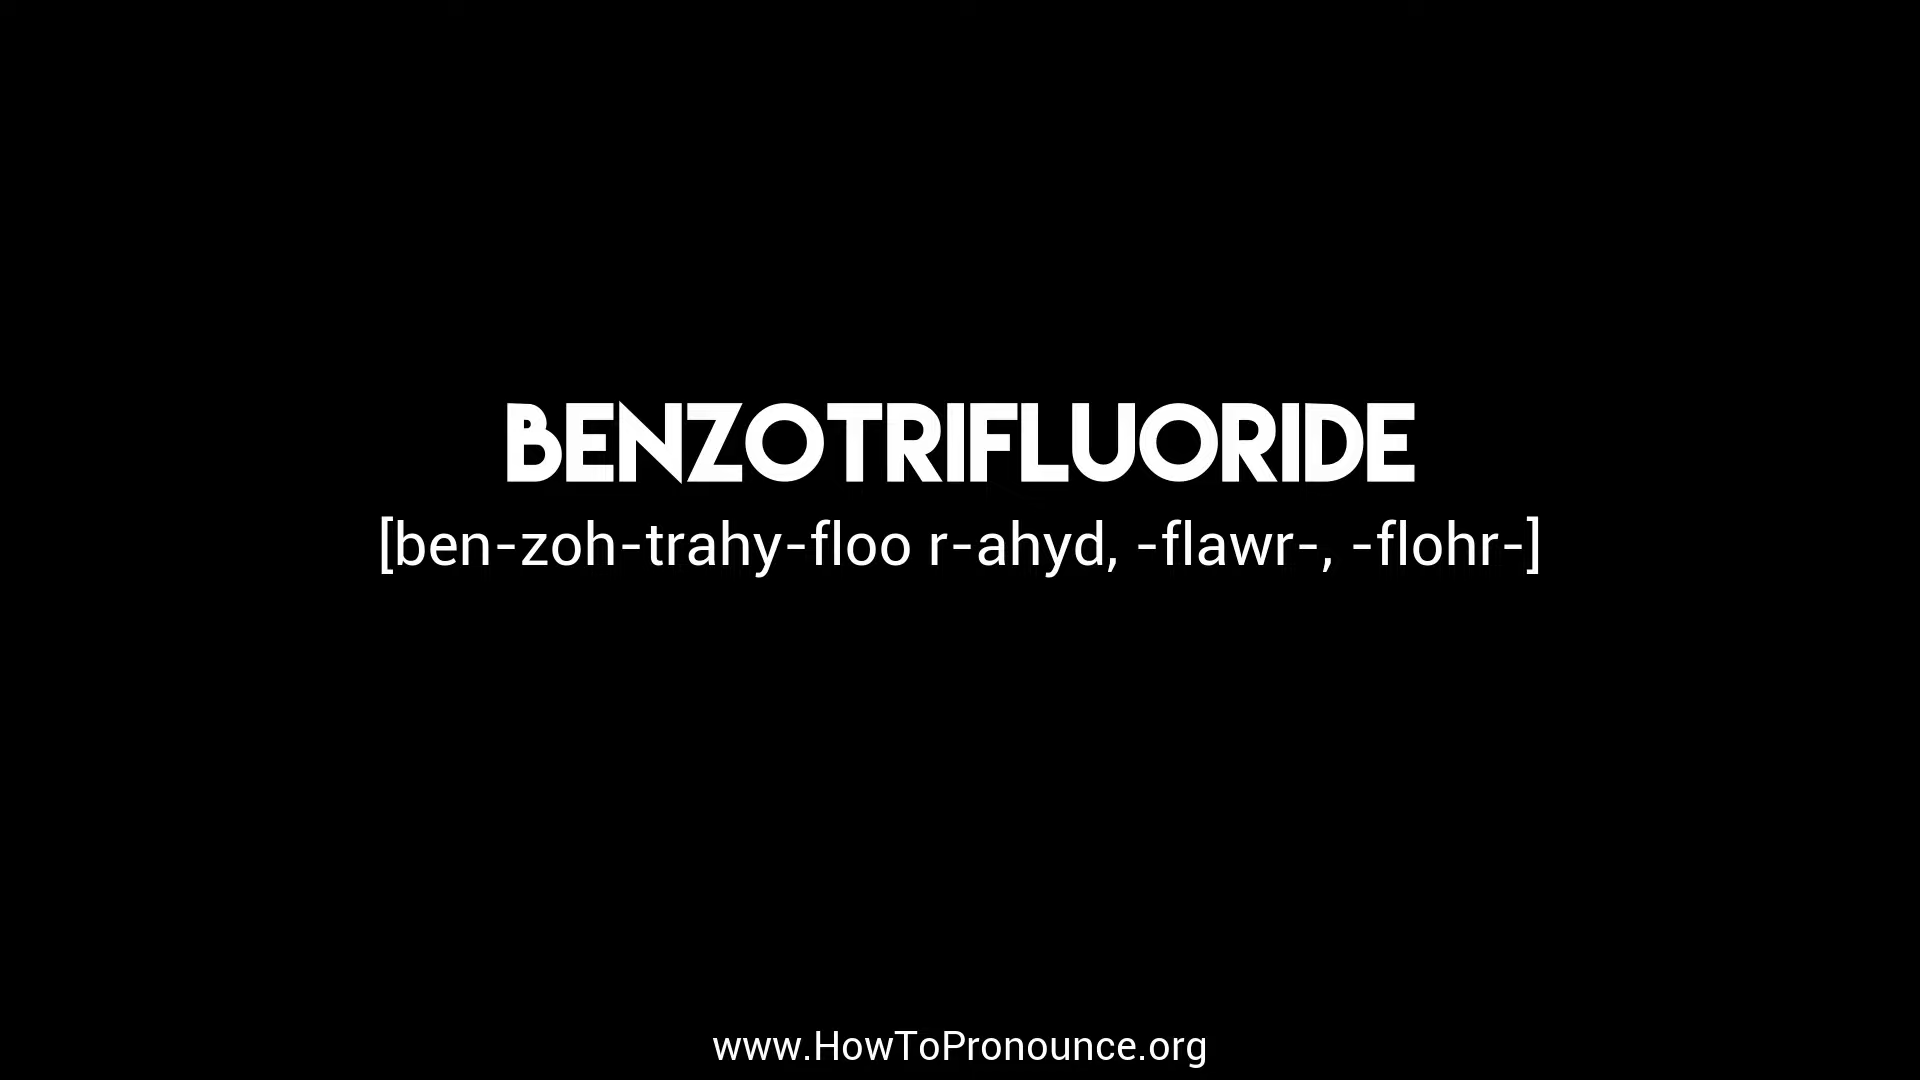 BENZOTRIFLUORIDE
[ben-zoh-trahy-floo r-ahyd, -flawr-, -flohr-]
www.HowToPronounce.org